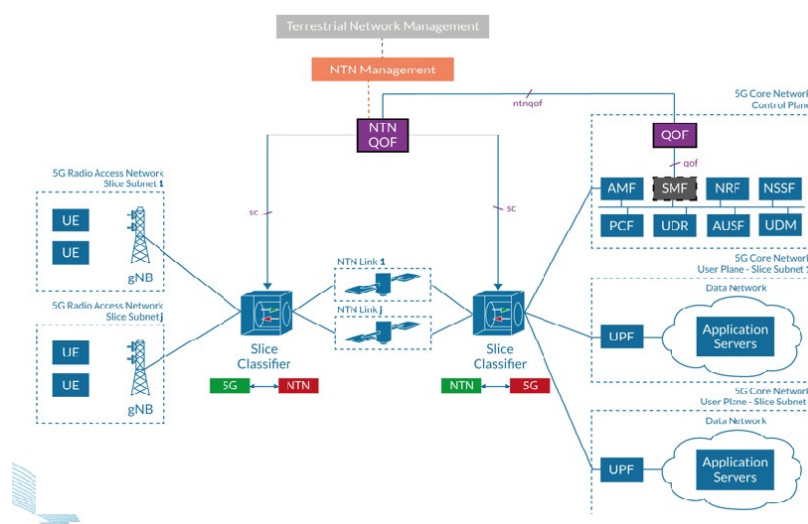 Terrestrial Network Management
NTN Management
ntnqof
5G Core Network
Control Plane
NTN
QOF
QOF
qof
5G Radio Access Network
Slice Subnet 1
AMF
SMF
NRF
NSSF
UE
PCF
UDR
AUSF
UDM
UE
gNB
sc
sc
NTN Link 1
5G Core Network
User Plane - Slice Subnet
Data Network
5G Radio Access Network
Slice Subnet j
NTN Link j
UPF
Application
Servers
UE
Slice
Classifier
Slice
Classifier
UE
5G
NTN
NTN
5G
5G Core Network
User Plane - Slice Subnet
gNB
Data Network
UPF
Application
Servers